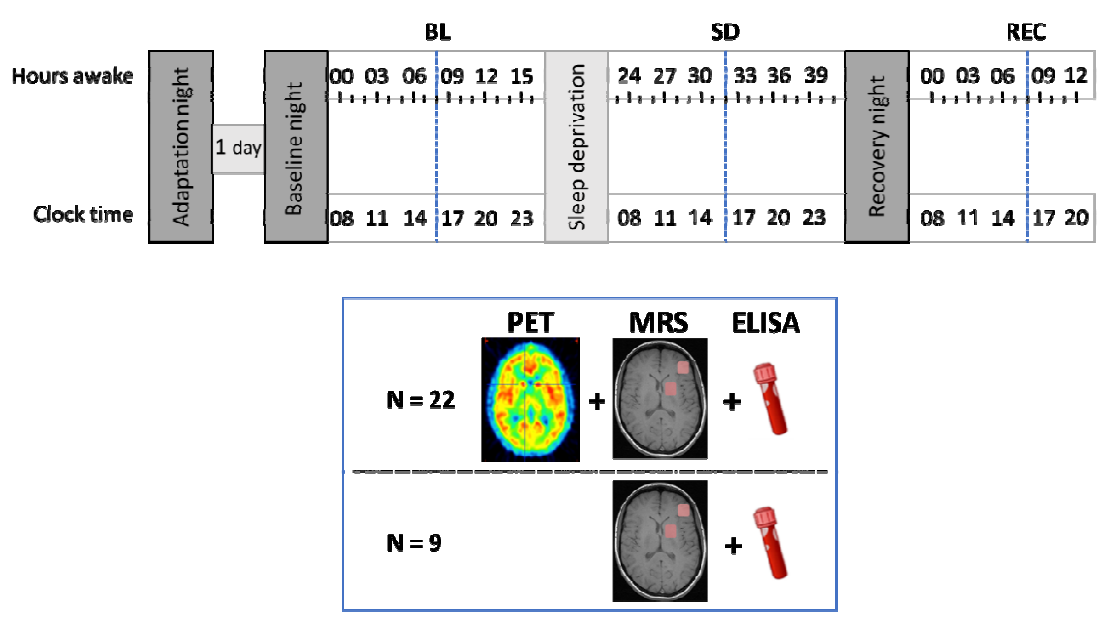 BL SD REC
Hours awake 00 03 06 09 12 15 24 27 30 33 36 39 00 03 06 09 12
Adaptation night
1 day
Baseline night
Sleep deprivation
Recovery night
Clock time 08 11 14 17 20 23 08 11 14 17 20 23 08 11 14 17 20
PET MRS ELISA
N = 22 + +
N = 9 +